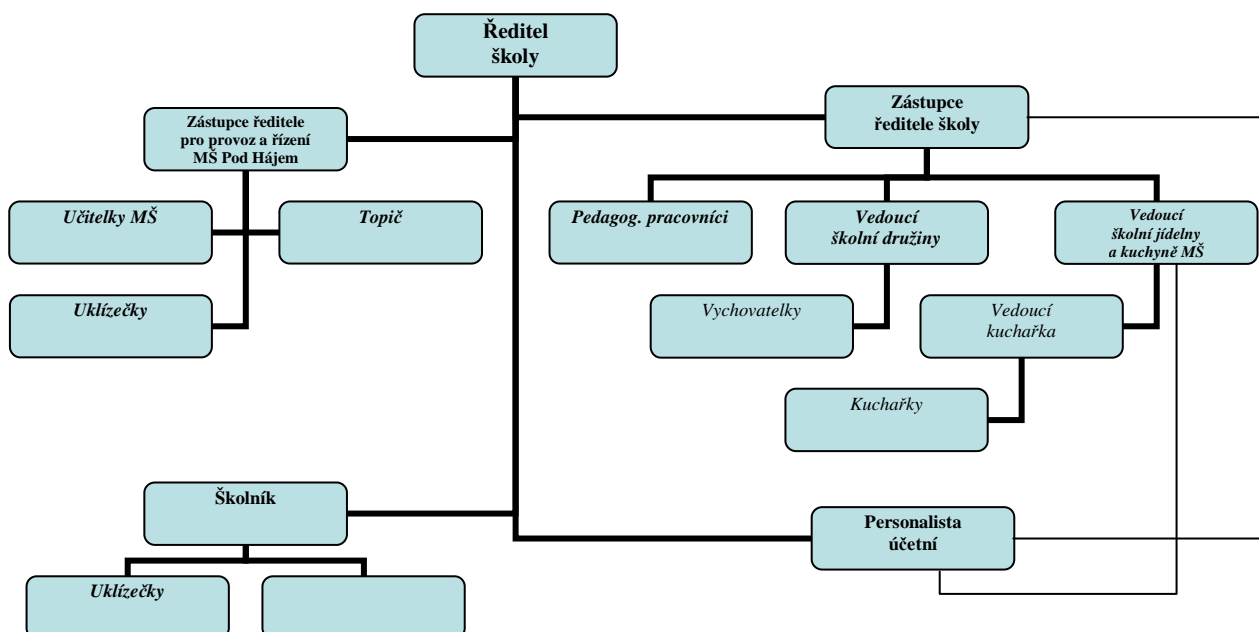 Ředitel
školy
Zástupce ředitele
pro provoz a řízení
MŠ Pod Hájem
Zástupce
ředitele školy
Učitelky MŠ
Topič
Pedagog. pracovníci
Vedoucí
školní družiny
Vedoucí
školní jídelny
a kuchyně MŠ
Uklízečky
Vychovatelky
Vedoucí
kuchařka
Kuchařky
Školník
Personalista
účetní
Uklízečky